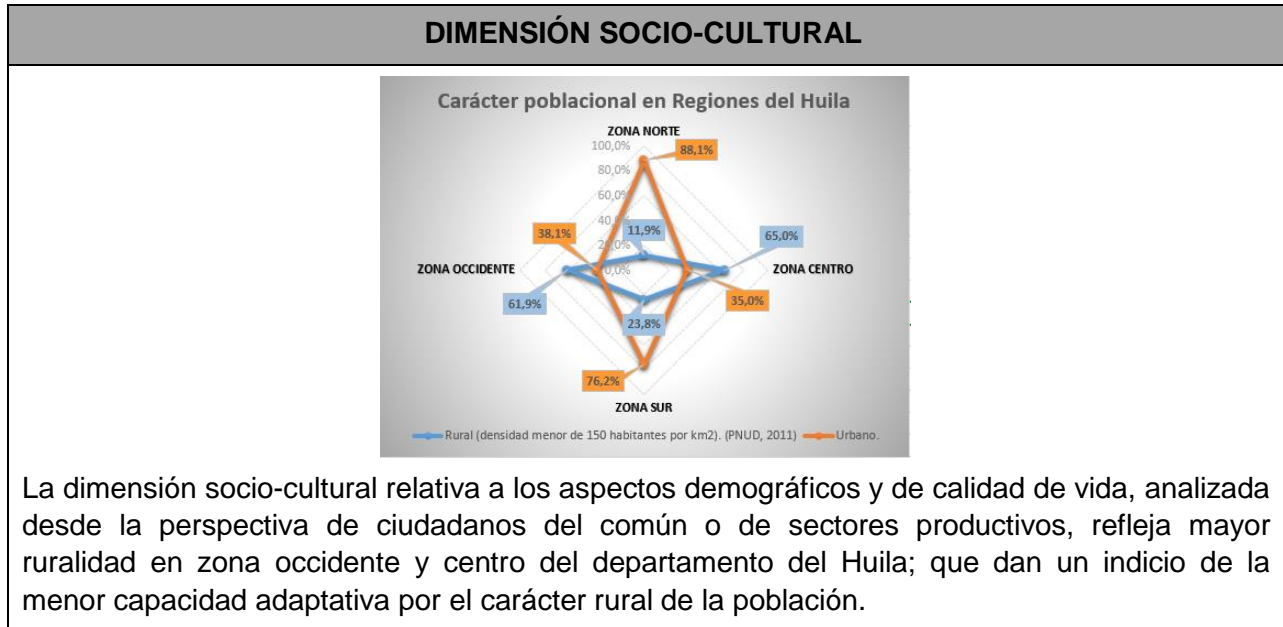 DIMENSIÓN SOCIO-CULTURAL
Carácter poblacional en Regiones del Huila
ZONA NORTE
100,0%
88,1%
80,0%
60,0%
40,0%
11,9%
38,1%
65,0%
20,0%
ZONA OCCIDENTE
0,0%
ZONA CENTRO
61,9%
35,0%
23,8%
76,2%
ZONA SUR
Rural (densidad menor de 150 habitantes por km2). (PNUD, 2011)
Urbano.
La dimensión socio-cultural relativa a los aspectos demográficos y de calidad de vida, analizada
desde la perspectiva de ciudadanos del común o de sectores productivos, refleja mayor
ruralidad en zona occidente y centro del departamento del Huila; que dan un indicio de la
menor capacidad adaptativa por el carácter rural de la población.